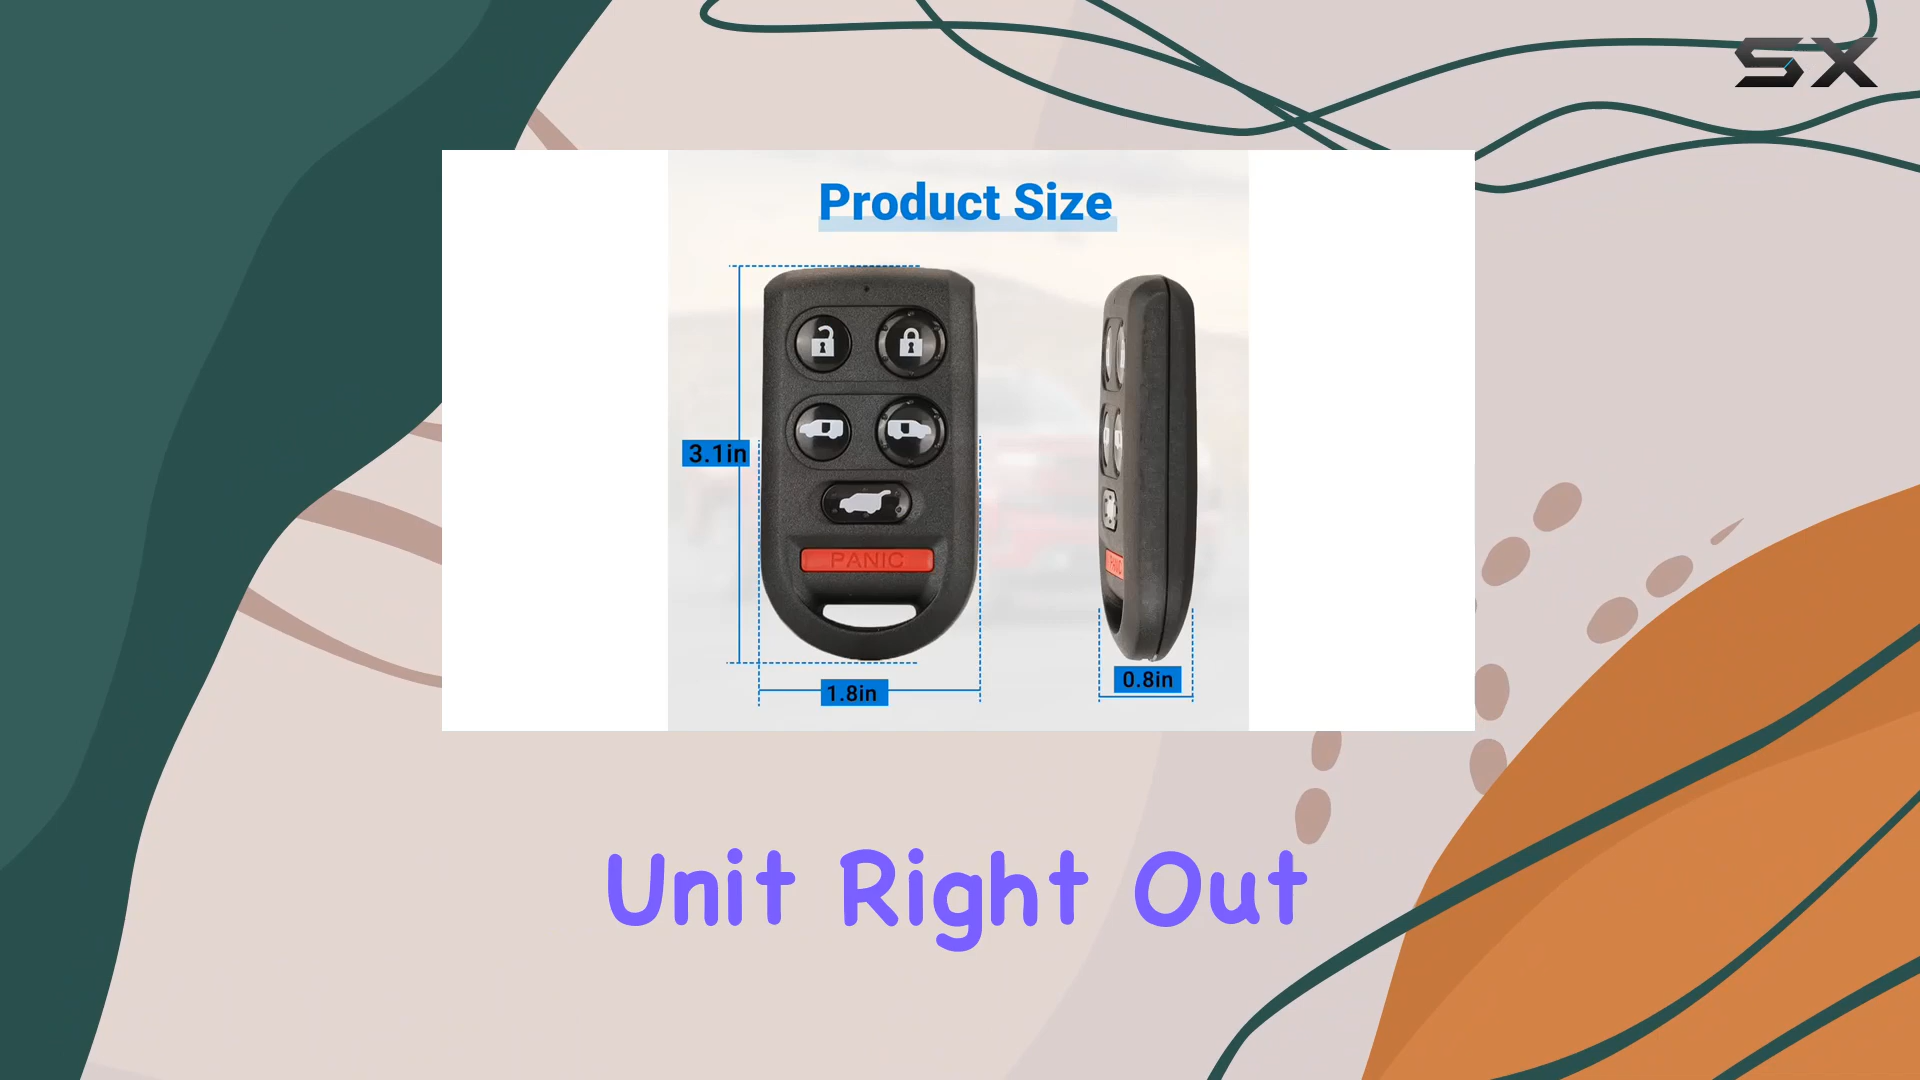 SX
Product Size
3.1in
PANIC
1.8in
0.8in
Unit Right Out